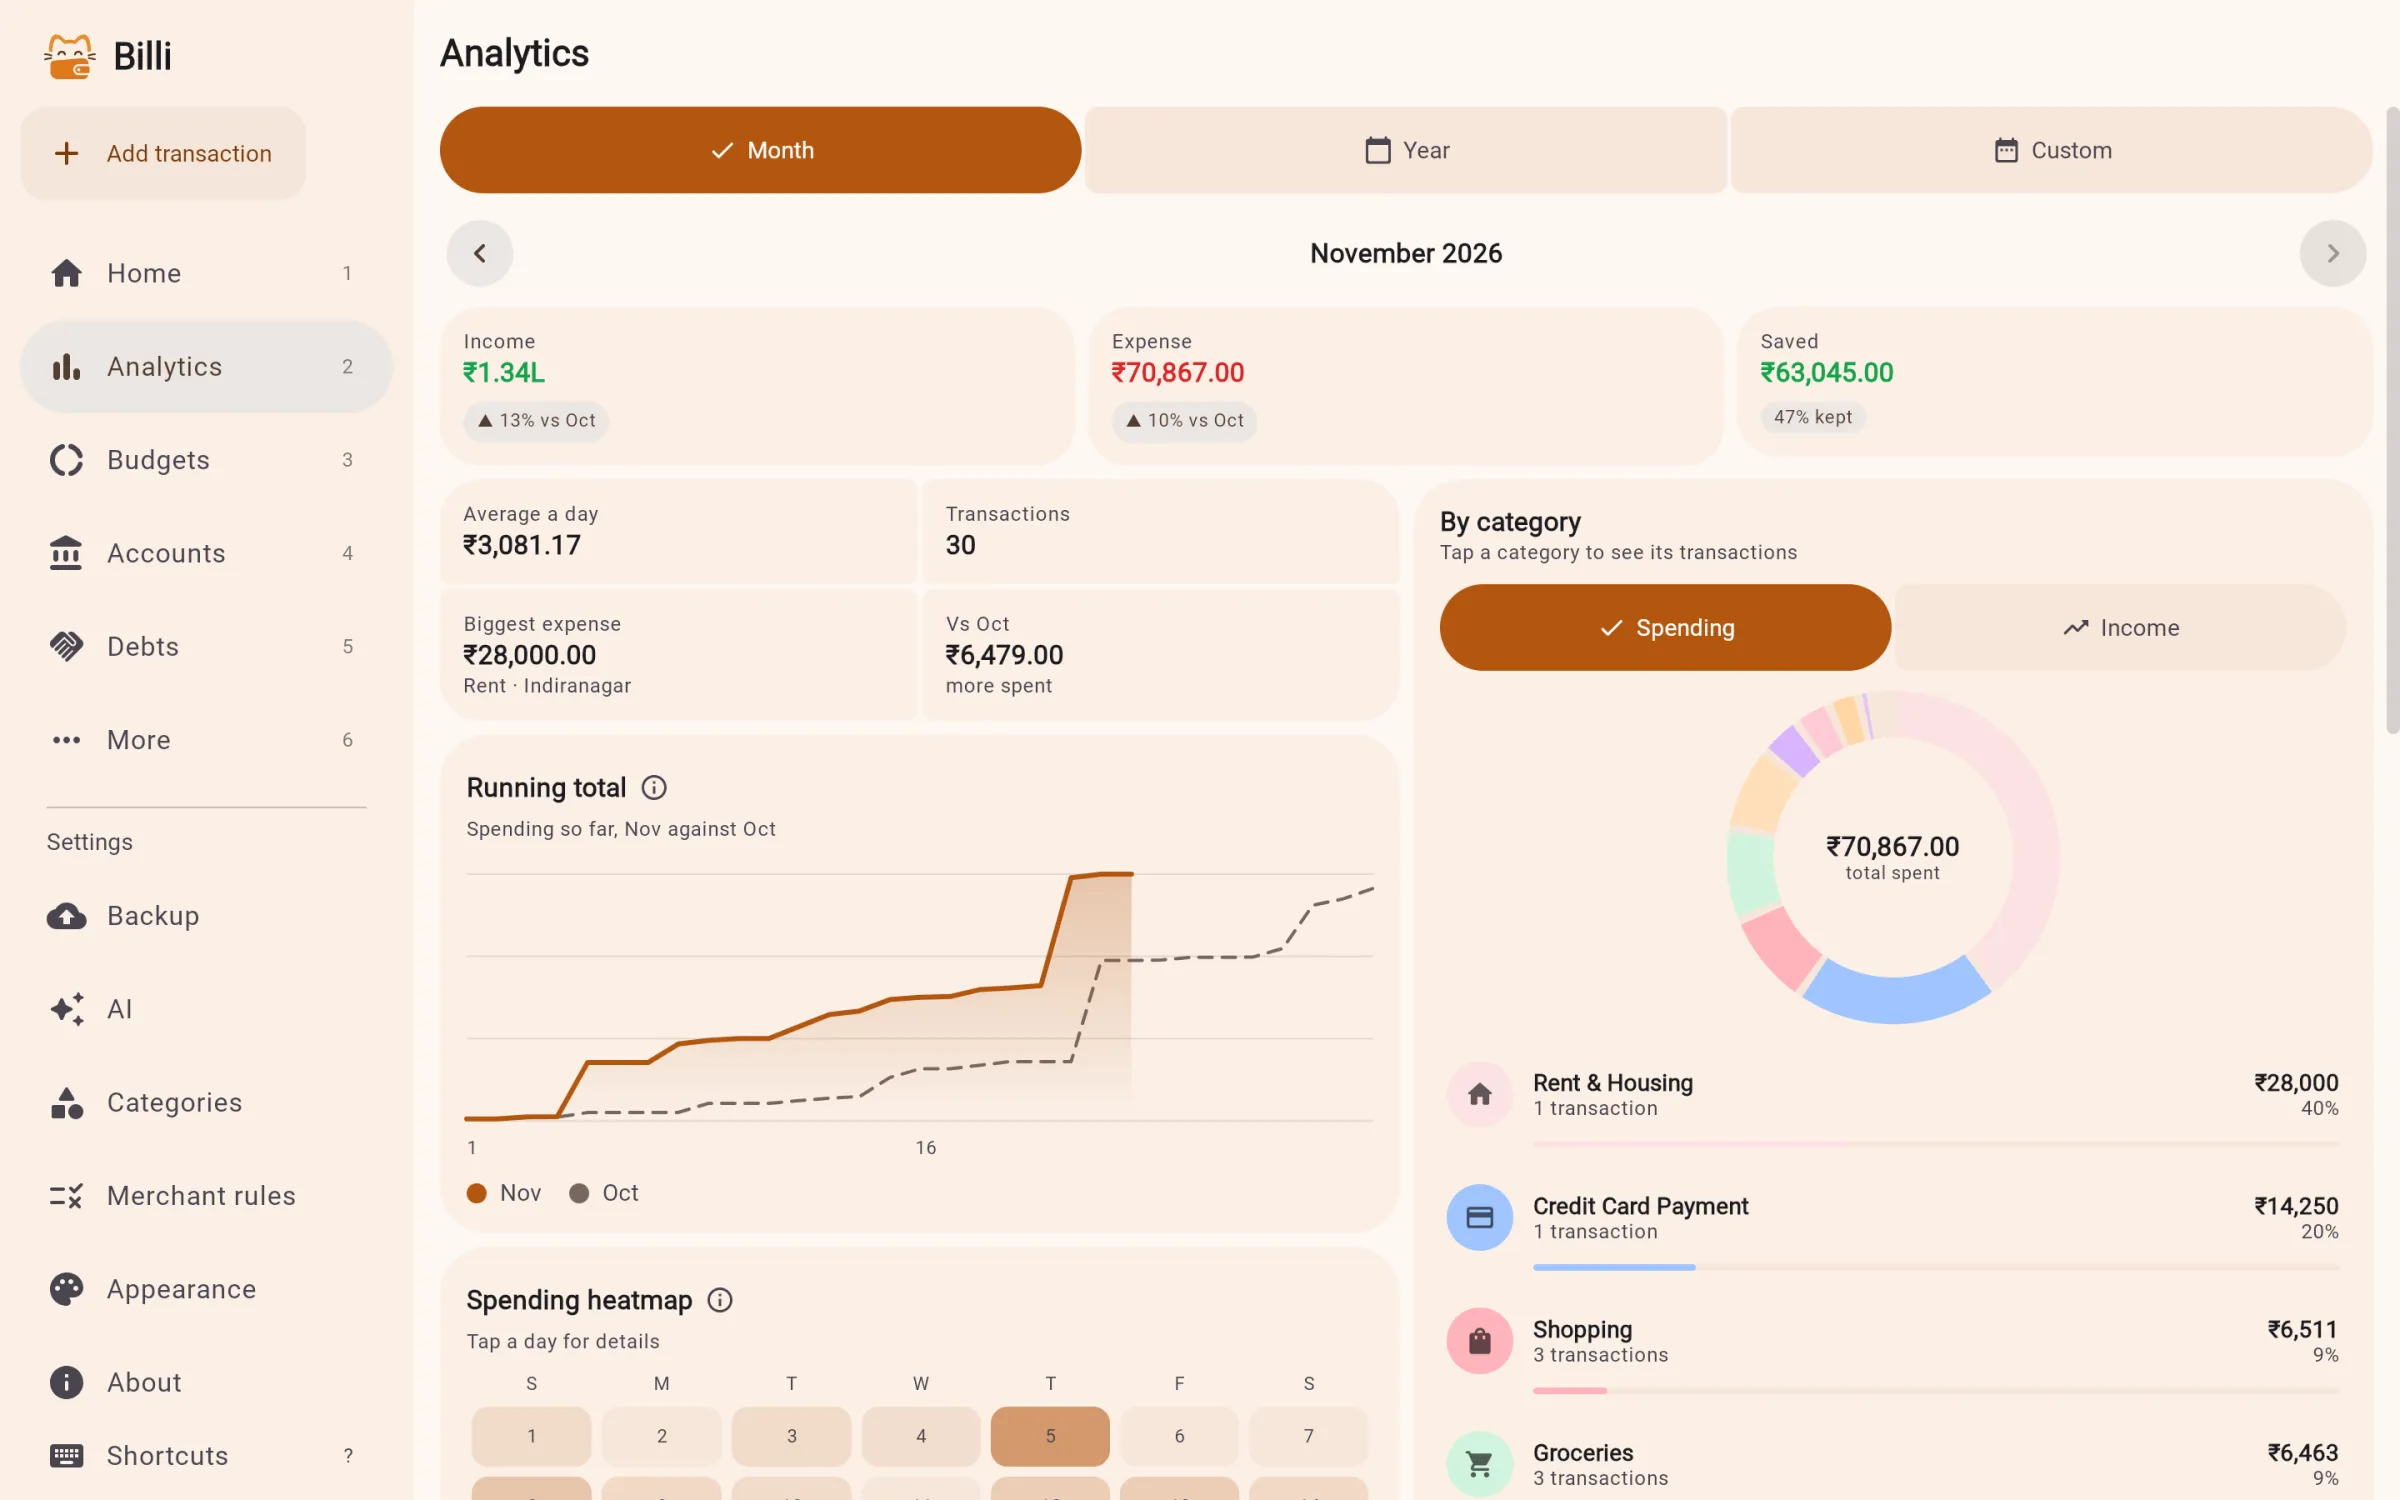 Billi
Add transaction
Home 1
Analytics 2
Budgets 3
Accounts 4
Debts 5
More 6
Settings
Backup
AI
Categories
Merchant rules
Appearance
About
Shortcuts ?
Analytics
Month
Year
Custom
November 2026
Income
₹1.34L
▲ 13% vs Oct
Expense
₹70,867.00
▲ 10% vs Oct
Saved
₹63,045.00
47% kept
Average a day
₹3,081.17
Transactions
30
Biggest expense
₹28,000.00
Rent · Indiranagar
Vs Oct
₹6,479.00
more spent
Running total
Spending so far, Nov against Oct
1 16
Nov Oct
Spending heatmap
Tap a day for details
S M T W T F S
1 2 3 4 5 6 7
By category
Tap a category to see its transactions
Spending
Income
₹70,867.00
total spent
Rent & Housing ₹28,000
1 transaction 40%
Credit Card Payment ₹14,250
1 transaction 20%
Shopping ₹6,511
3 transactions 9%
Groceries ₹6,463
3 transactions 9%